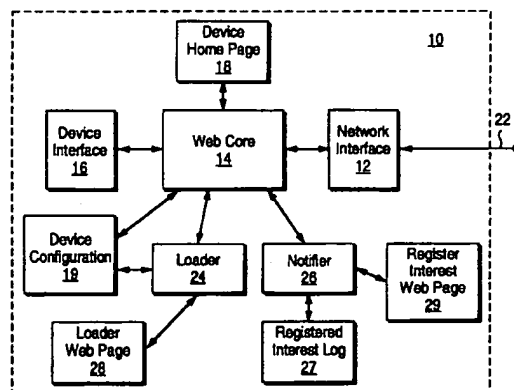 Device
Home Page
18
10
Device
Interface
16
Web Core
14
Network
Interface
12
22
Device
Configuration
19
Loader
24
Notifier
26
Register
Interest Web Page
29
Loader
Web Page
28
Registered
Interest Log
27